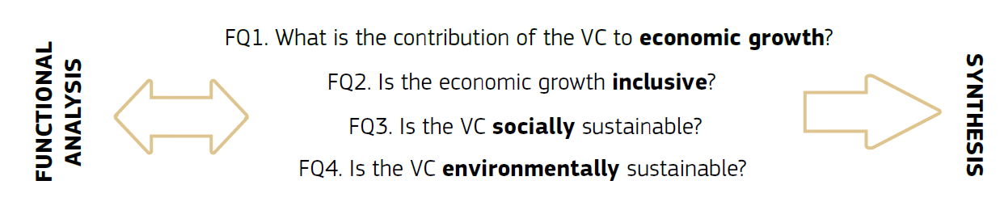 FUNCTIONAL
ANALYSIS
FQ1. What is the contribution of the VC to economic growth?
FQ2. Is the economic growth inclusive?
FQ3. Is the VC socially sustainable?
FQ4. Is the VC environmentally sustainable?
SYNTHESIS